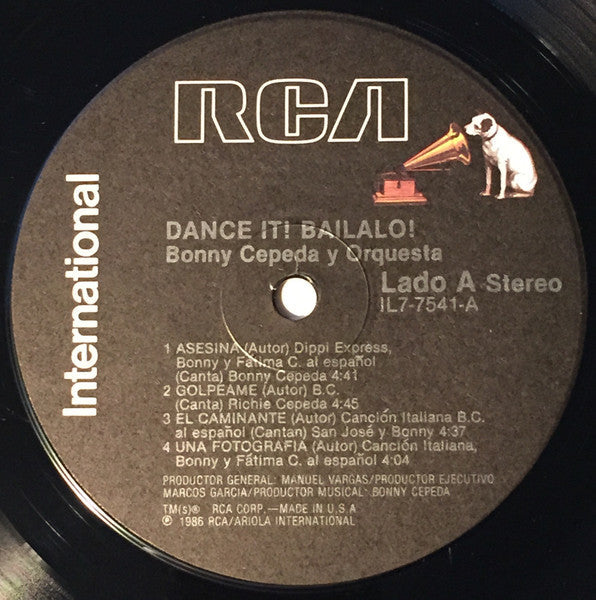 RCA
International
DANCE IT! BAILALO!
Bonny Cepeda y Orquesta
Lado A Stereo
IL7-7541-A
1 ASESINA (Autor) Dippi Express,
Bonny y Fátima C. al español
(Canta) Bonny Cepeda 4:41
2 GOLPEAME (Autor) B.C.
(Canta) Richie Cepeda 4:45
3 EL CAMINANTE (Autor) Canción Italiana B.C.
al español (Cantan) San José y Bonny 4:37
4 UNA FOTOGRAFIA (Autor) Canción Italiana,
Bonny y Fátima C. al español 4:04
PRODUCTOR GENERAL: MANUEL VARGAS/PRODUCTOR EJECUTIVO
MARCOS GARCIA/PRODUCTOR MUSICAL: BONNY CEPEDA
TM(s)® RCA CORP.—MADE IN U.S.A
℗ 1986 RCA/ARIOLA INTERNATIONAL